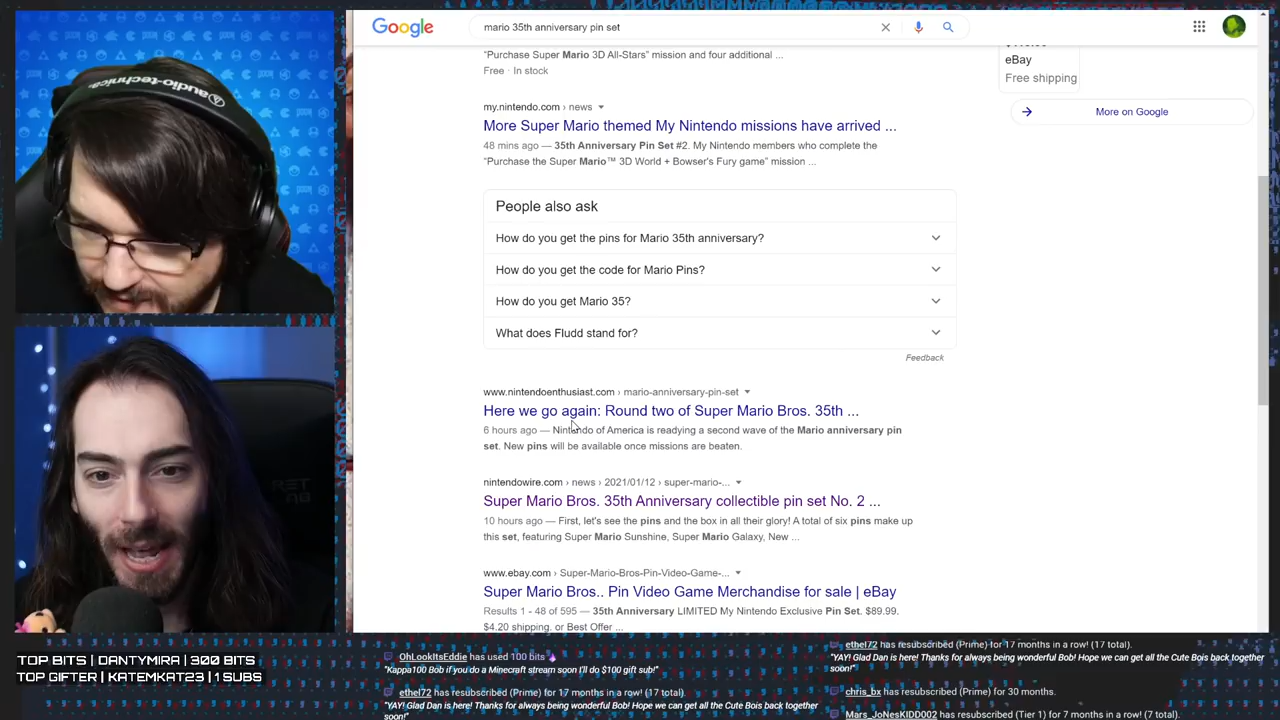 audio-technica
Google
mario 35th anniversary pin set
"Purchase Super Mario 3D All-Stars" mission and four additional ...
Free · In stock
my.nintendo.com › news
More Super Mario themed My Nintendo missions have arrived ...
48 mins ago — 35th Anniversary Pin Set #2. My Nintendo members who complete the
"Purchase the Super Mario™ 3D World + Bowser's Fury game" mission ...
People also ask
How do you get the pins for Mario 35th anniversary?
How do you get the code for Mario Pins?
How do you get Mario 35?
What does Fludd stand for?
Feedback
www.nintendoenthusiast.com › mario-anniversary-pin-set
Here we go again: Round two of Super Mario Bros. 35th ...
6 hours ago — Nintendo of America is readying a second wave of the Mario anniversary pin
set. New pins will be available once missions are beaten.
nintendowire.com › news › 2021/01/12 › super-mario-...
Super Mario Bros. 35th Anniversary collectible pin set No. 2 ...
10 hours ago — First, let's see the pins and the box in all their glory! A total of six pins make up
this set, featuring Super Mario Sunshine, Super Mario Galaxy, New ...
www.ebay.com › Super-Mario-Bros-Pin-Video-Game-...
Super Mario Bros.. Pin Video Game Merchandise for sale | eBay
Results 1 - 48 of 595 — 35th Anniversary LIMITED My Nintendo Exclusive Pin Set. $89.99.
$4.20 shipping. or Best Offer ...
eBay
Free shipping
More on Google
TOP BITS | DANTYMIRA | 300 BITS
TOP GIFTER | KATEMKAT23 | 1 SUBS
OhLookItsEddie has used 100 bits
"Kappa100 Bob if you do a Minecraft stream soon I'll do $100 gift sub!"
ethel72 has resubscribed (Prime) for 17 months in a row! (17 total).
"YAY! Glad Dan is here! Thanks for always being wonderful Bob! Hope we can get all the Cute Bois back together
soon!"
ethel72 has resubscribed (Prime) for 17 months in a row! (17 total).
"YAY! Glad Dan is here! Thanks for always being wonderful Bob! Hope we can get all the Cute Bois back together
soon!"
chris_bx has resubscribed (Prime) for 30 months.
Mars_JoNesKIDD002 has resubscribed (Tier 1) for 7 months in a row! (7 total).